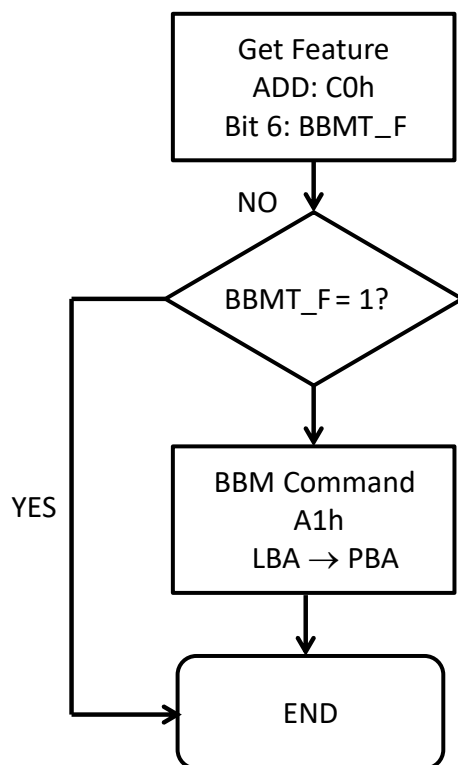 Get Feature
ADD: C0h
Bit 6: BBMT_F
NO
BBMT_F = 1?
YES
BBM Command
A1h
LBA → PBA
END